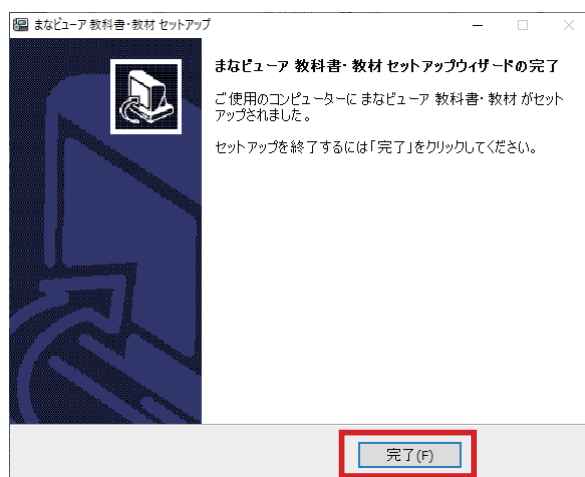 まなビューア 教科書・教材 セットアップ
まなビューア 教科書・教材 セットアップウィザードの完了
ご使用のコンピューターに まなビューア 教科書・教材 がセット
アップされました。
セットアップを終了するには「完了」をクリックしてください。
完了(F)